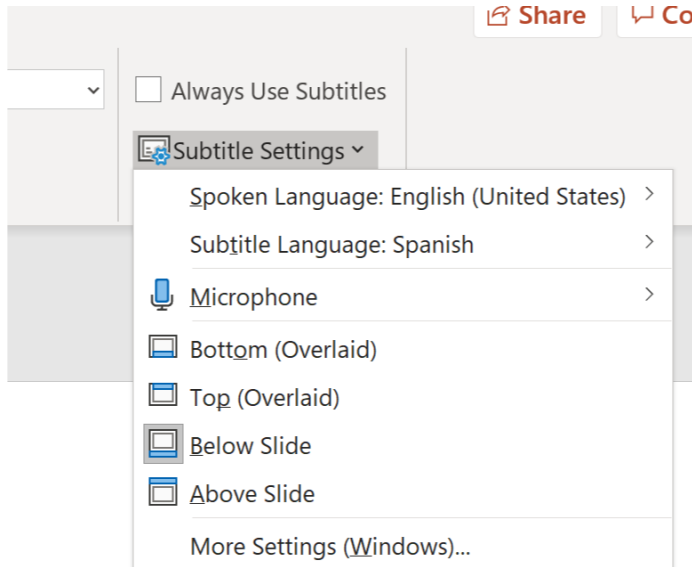 Share
Co
Always Use Subtitles
Subtitle Settings
Spoken Language: English (United States)
Subtitle Language: Spanish
Microphone
Bottom (Overlaid)
Top (Overlaid)
Below Slide
Above Slide
More Settings (Windows)...